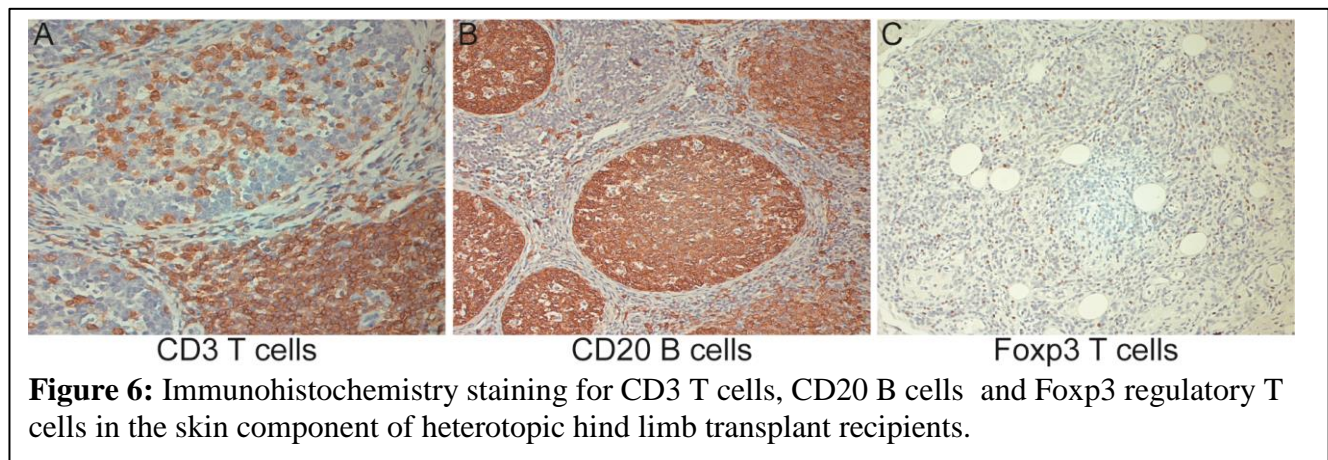 A
B
C
CD3 T cells
CD20 B cells
Foxp3 T cells
Figure 6: Immunohistochemistry staining for CD3 T cells, CD20 B cells and Foxp3 regulatory T
cells in the skin component of heterotopic hind limb transplant recipients.